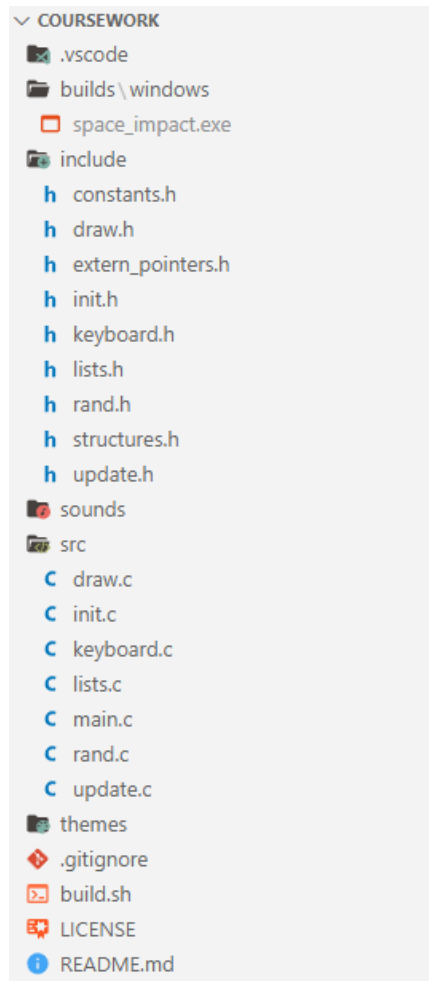 COURSEWORK
.vscode
builds\windows
space_impact.exe
include
h constants.h
h draw.h
h extern_pointers.h
h init.h
h keyboard.h
h lists.h
h rand.h
h structures.h
h update.h
sounds
src
C draw.c
C init.c
C keyboard.c
C lists.c
C main.c
C rand.c
C update.c
themes
.gitignore
build.sh
LICENSE
README.md